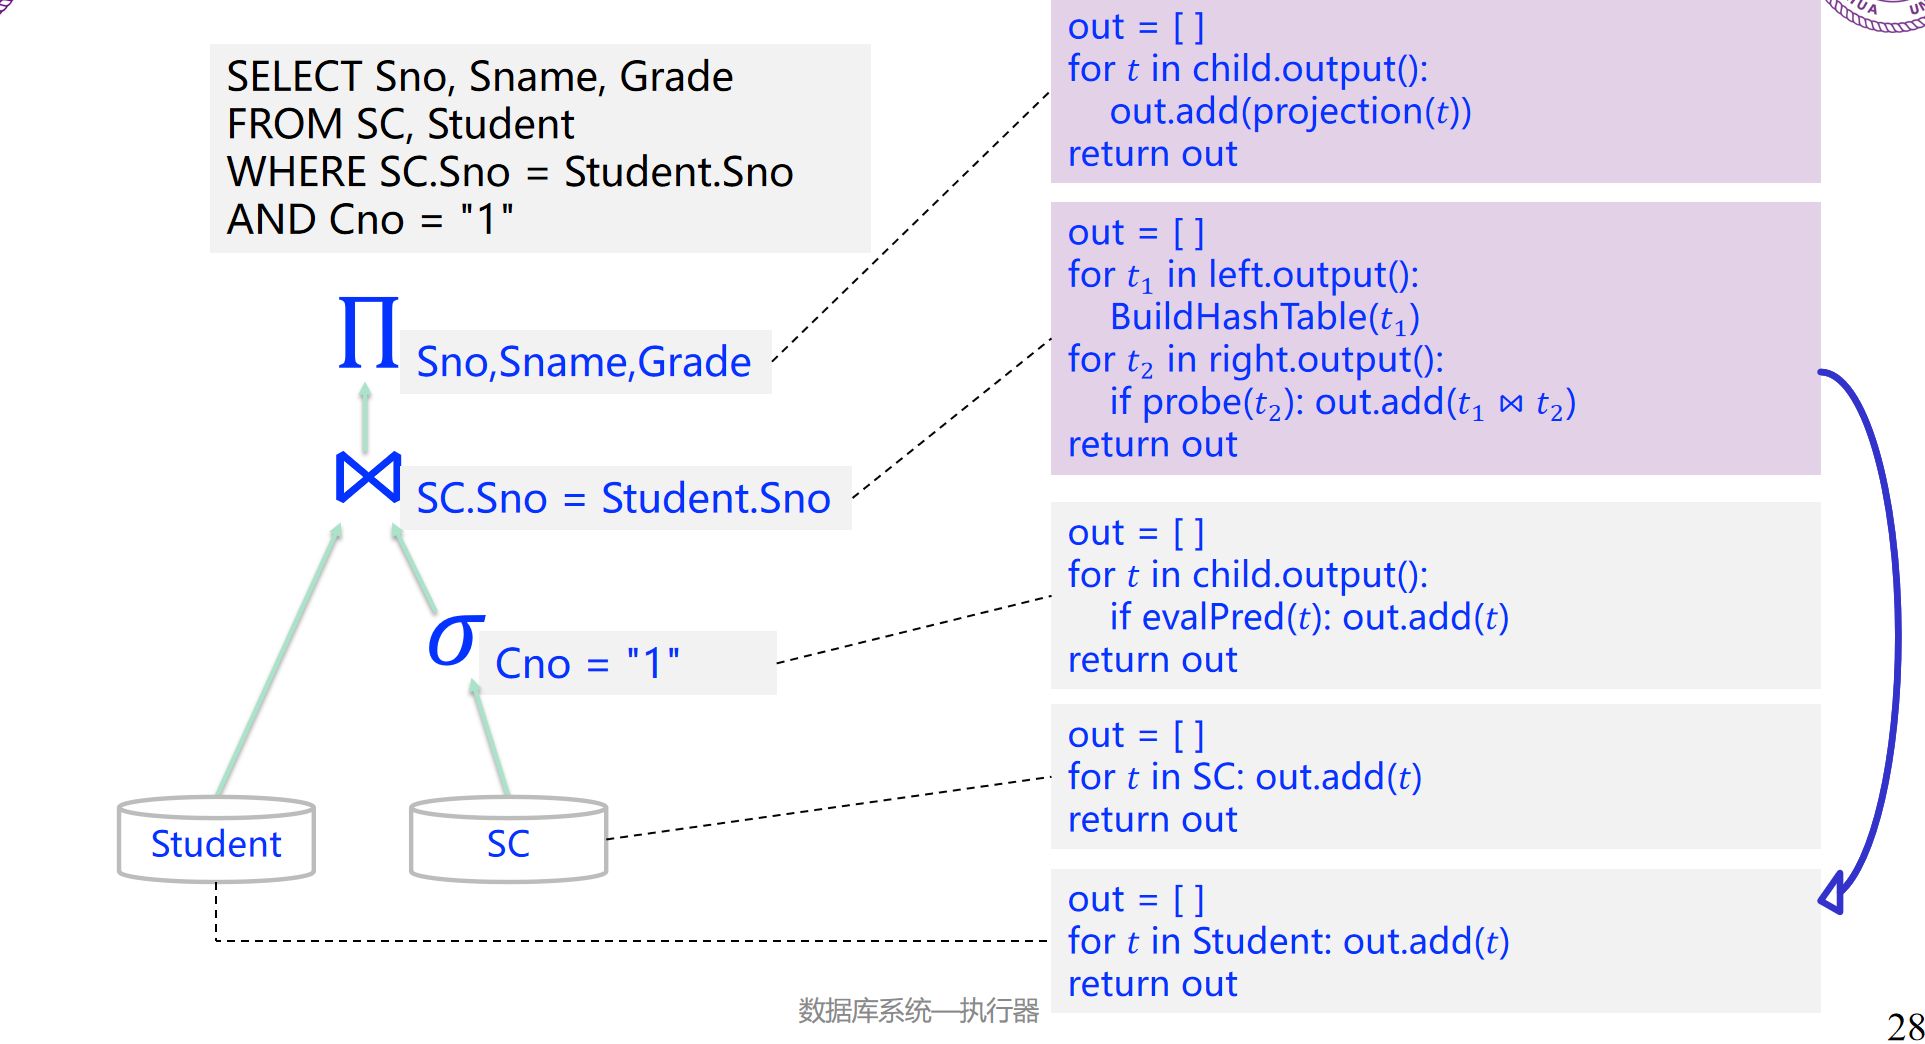 SELECT Sno, Sname, Grade
FROM SC, Student
WHERE SC.Sno = Student.Sno
AND Cno = "1"
∏
Sno,Sname,Grade
⋈
SC.Sno = Student.Sno
σ
Cno = "1"
Student
SC
out = [ ]
for t in child.output():
out.add(projection(t))
return out
out = [ ]
for t₁ in left.output():
BuildHashTable(t₁)
for t₂ in right.output():
if probe(t₂): out.add(t₁ ⋈ t₂)
return out
out = [ ]
for t in child.output():
if evalPred(t): out.add(t)
return out
out = [ ]
for t in SC: out.add(t)
return out
out = [ ]
for t in Student: out.add(t)
return out
数据库系统—执行器
28